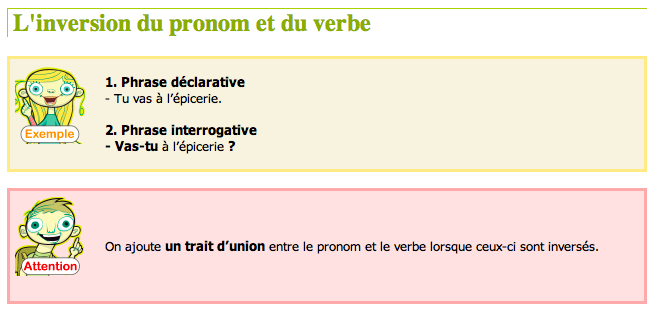 L'inversion du pronom et du verbe
1. Phrase déclarative
- Tu vas à l’épicerie.
Exemple
2. Phrase interrogative
- Vas-tu à l’épicerie ?
On ajoute un trait d’union entre le pronom et le verbe lorsque ceux-ci sont inversés.
Attention